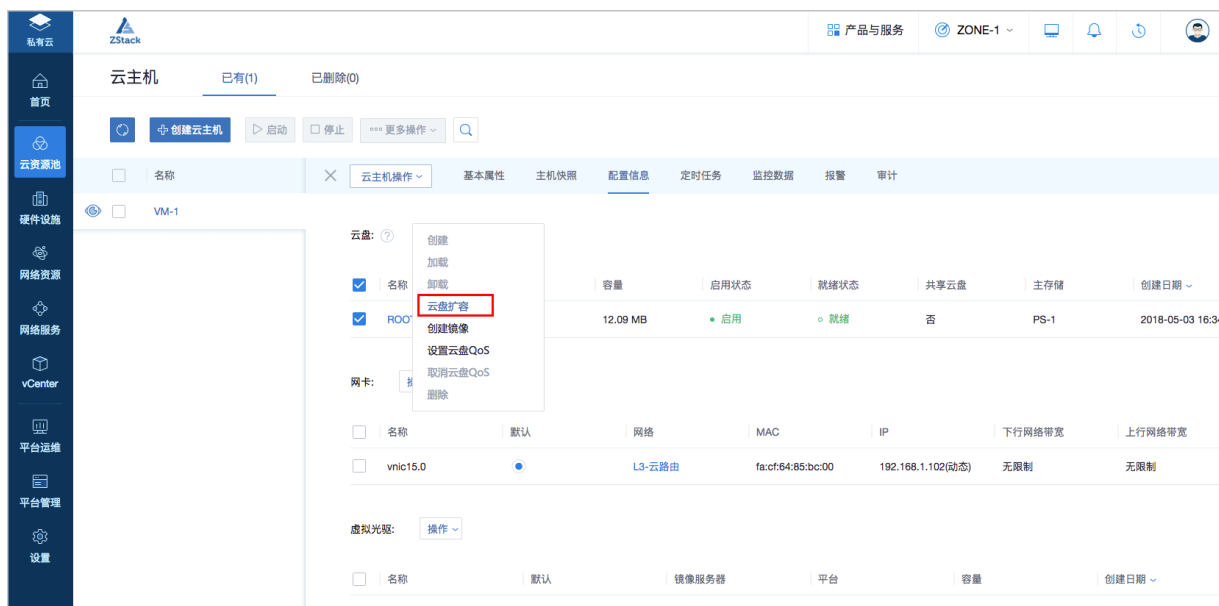 私有云
ZStack
产品与服务
ZONE-1
云主机
已有(1)
已删除(0)
首页
创建云主机
启动
停止
更多操作
云资源池
名称
云主机操作
基本属性
主机快照
配置信息
定时任务
监控数据
报警
审计
VM-1
硬件设施
云盘: ?
创建
加载
卸载
云盘扩容
创建镜像
设置云盘QoS
取消云盘QoS
删除
网络资源
名称
容量
启用状态
就绪状态
共享云盘
主存储
创建日期
ROO
12.09 MB
启用
就绪
否
PS-1
2018-05-03 16:34
网络服务
vCenter
网卡:
平台运维
名称
默认
网络
MAC
IP
下行网络带宽
上行网络带宽
vnic15.0
L3-云路由
fa:cf:64:85:bc:00
192.168.1.102(动态)
无限制
无限制
平台管理
设置
虚拟光驱:
操作
名称
默认
镜像服务器
平台
容量
创建日期